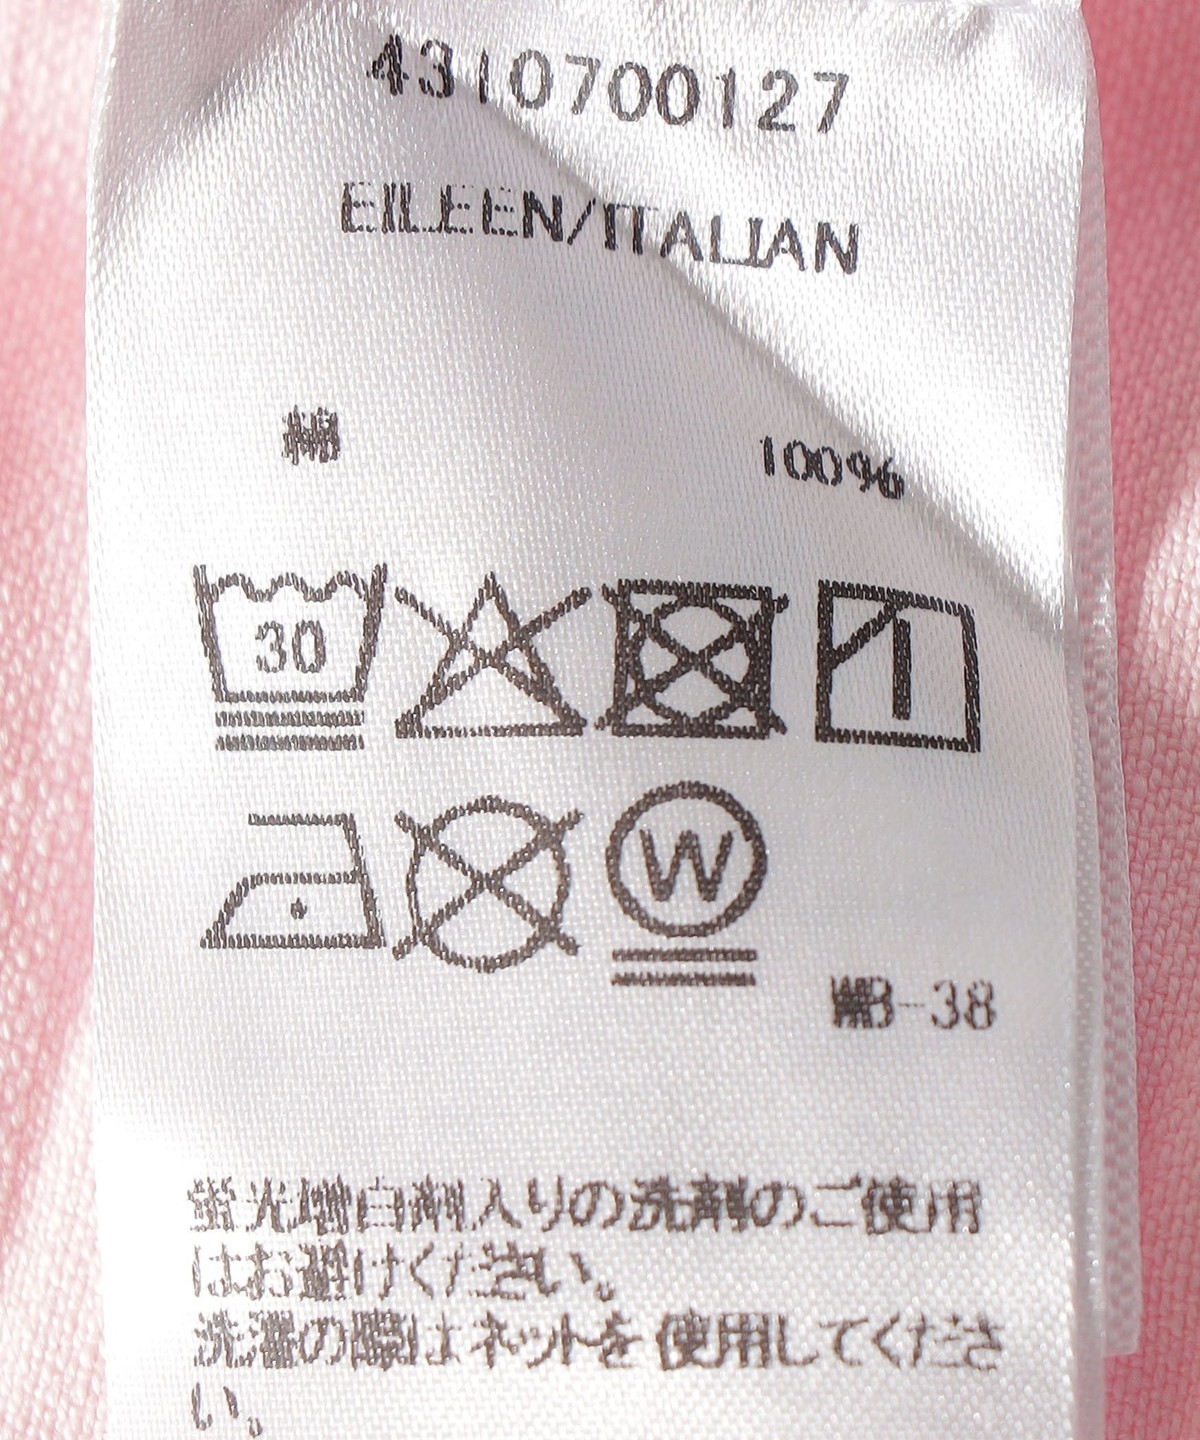 4310700127
EILEEN/ITALIAN
綿 100%
30
W
WB-38
蛍光増白剤入りの洗剤のご使用
はお避けください。
洗濯の際はネットを使用してくださ
い。